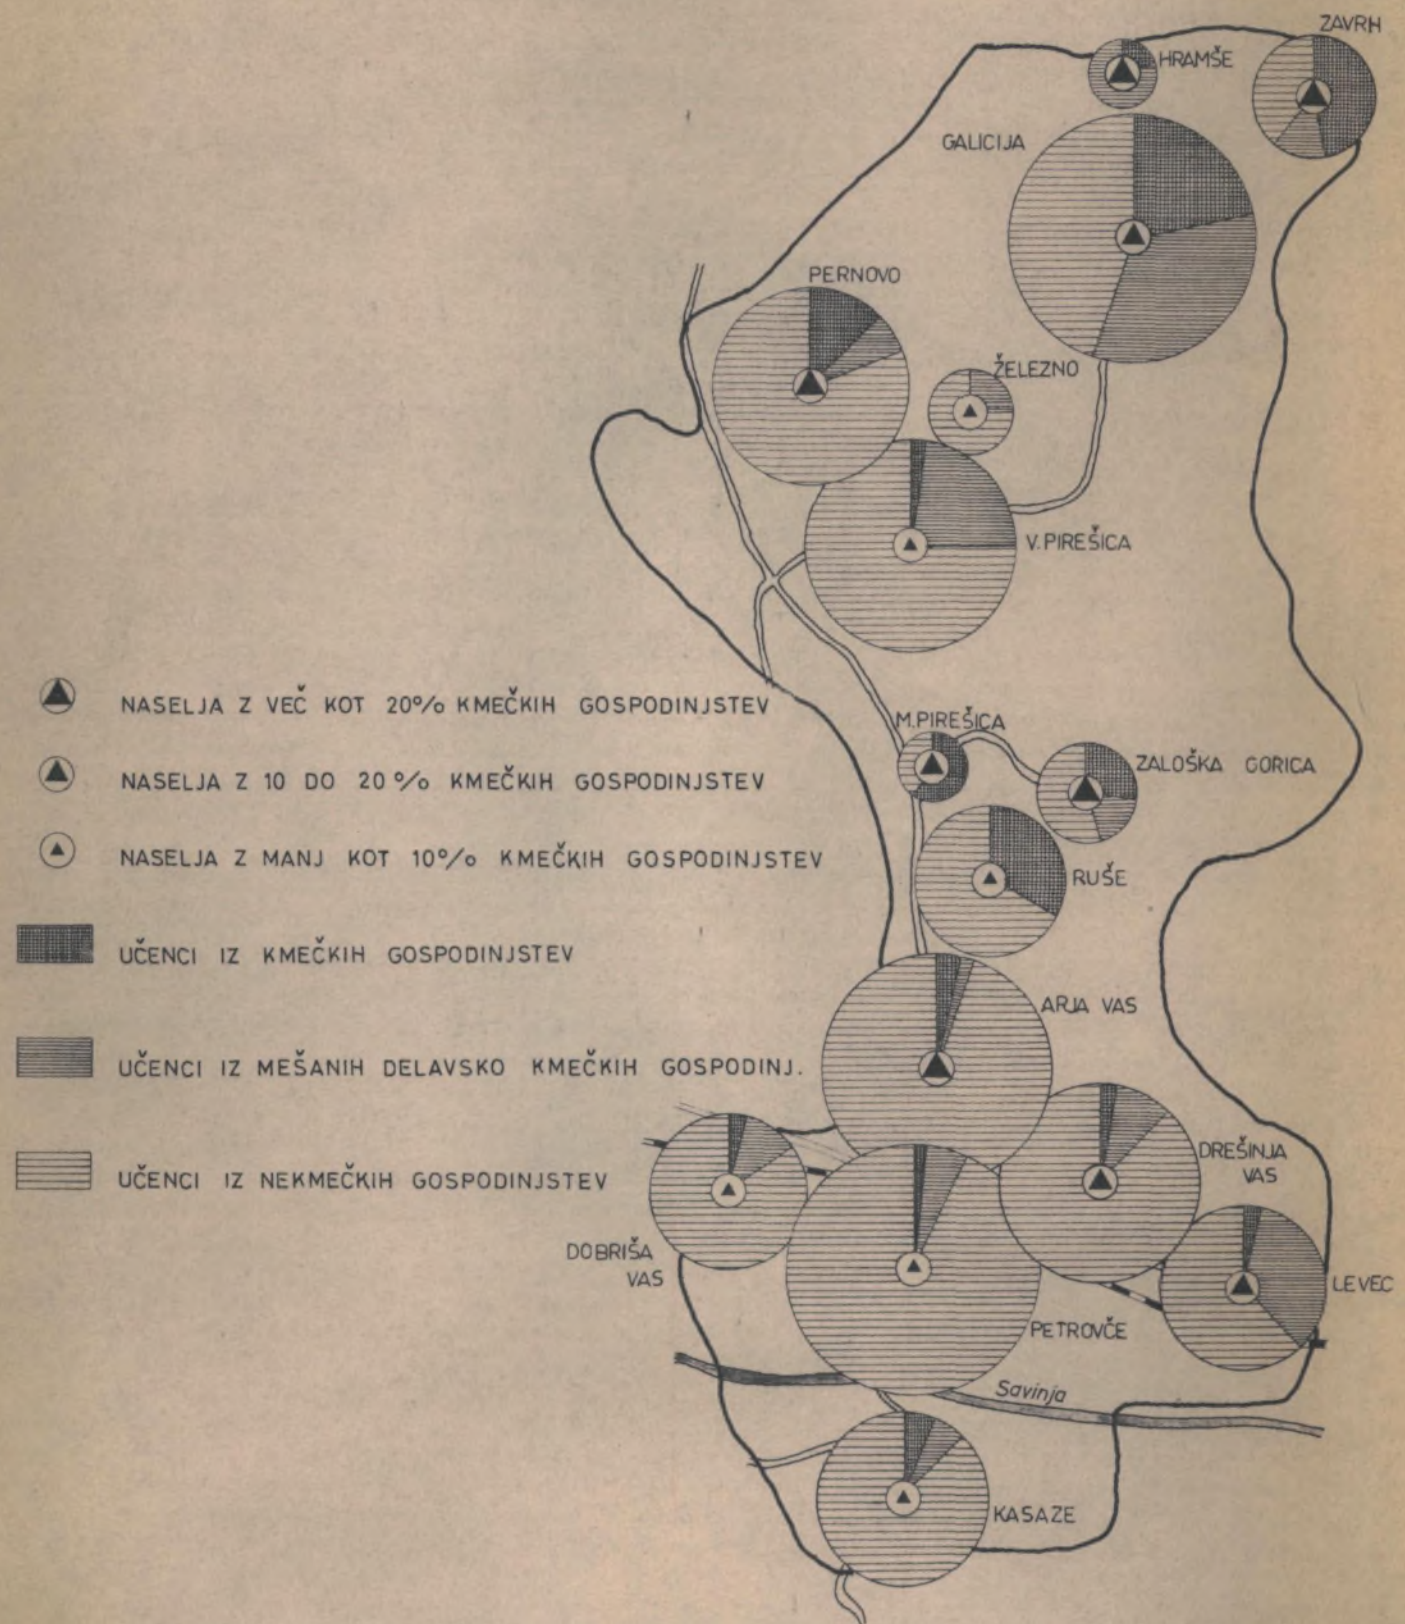 ZAVRH
HRAMŠE
GALICIJA
PERNOVO
ŽELEZNO
V. PIREŠICA
NASELJA Z VEČ KOT 20% KMEČKIH GOSPODINJSTEV
M. PIREŠICA
ZALOŠKA GORICA
NASELJA Z 10 DO 20% KMEČKIH GOSPODINJSTEV
NASELJA Z MANJ KOT 10% KMEČKIH GOSPODINJSTEV
RUŠE
UČENCI IZ KMEČKIH GOSPODINJSTEV
ARJA VAS
UČENCI IZ MEŠANIH DELAVSKO KMEČKIH GOSPODINJ.
DREŠINJA
VAS
UČENCI IZ NEKMEČKIH GOSPODINJSTEV
DOBRIŠA
VAS
LEVEC
PETROVČE
Savinja
KASAZE